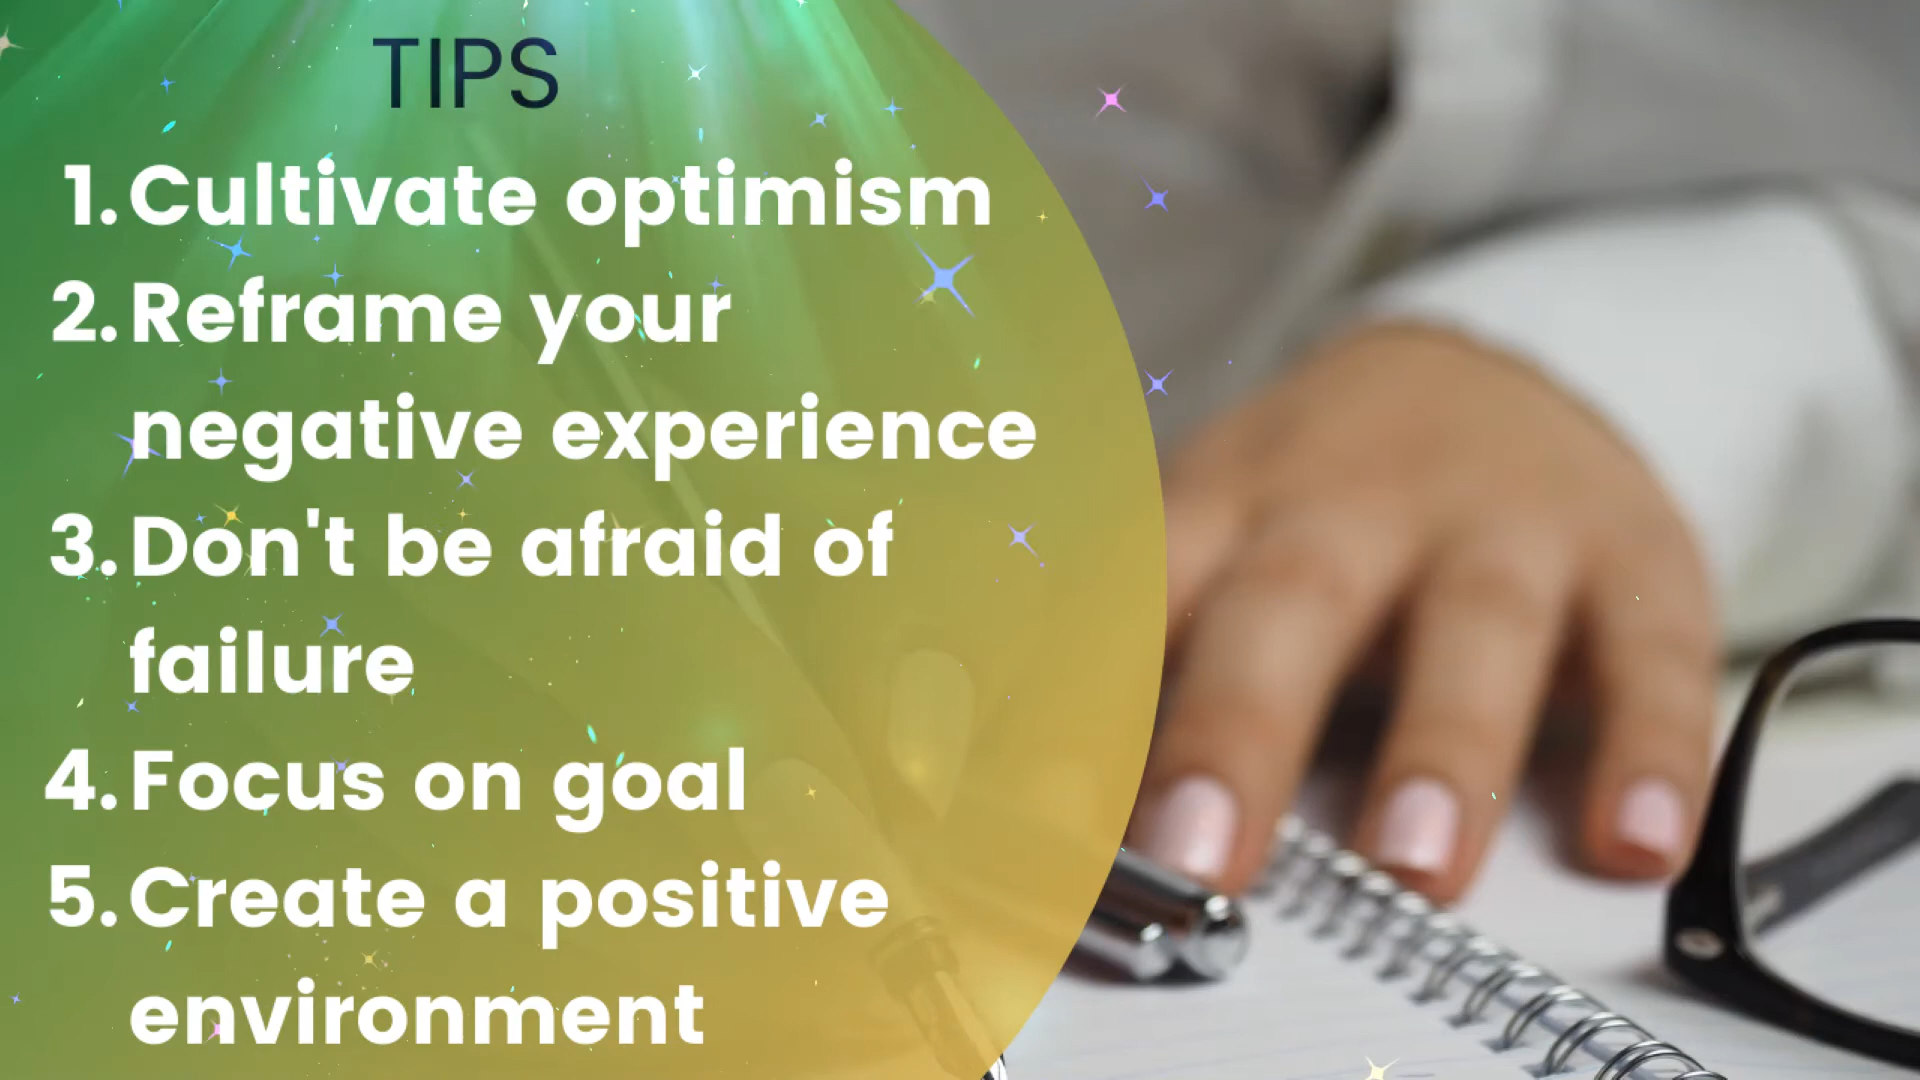 TIPS
1. Cultivate optimism
2. Reframe your
negative experience
3. Don't be afraid of
failure
4. Focus on goal
5. Create a positive
environment